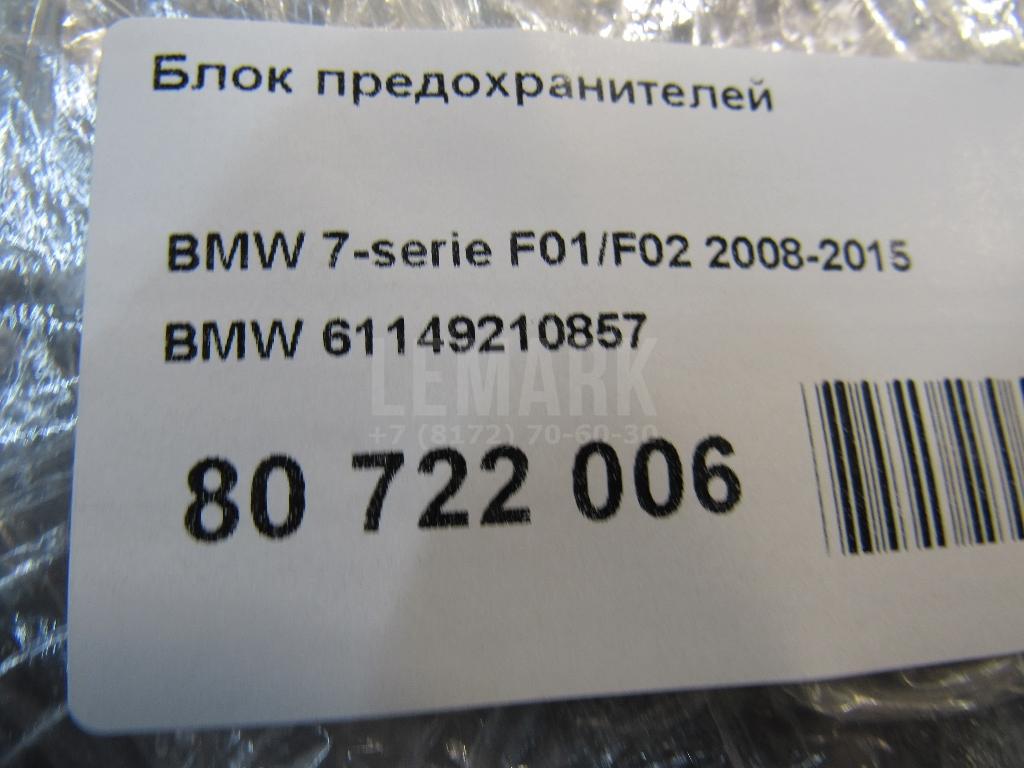 Блок предохранителей
BMW 7-serie F01/F02 2008-2015
BMW 61149210857
LEMARK
+7 (8172) 70-60-30
80 722 006